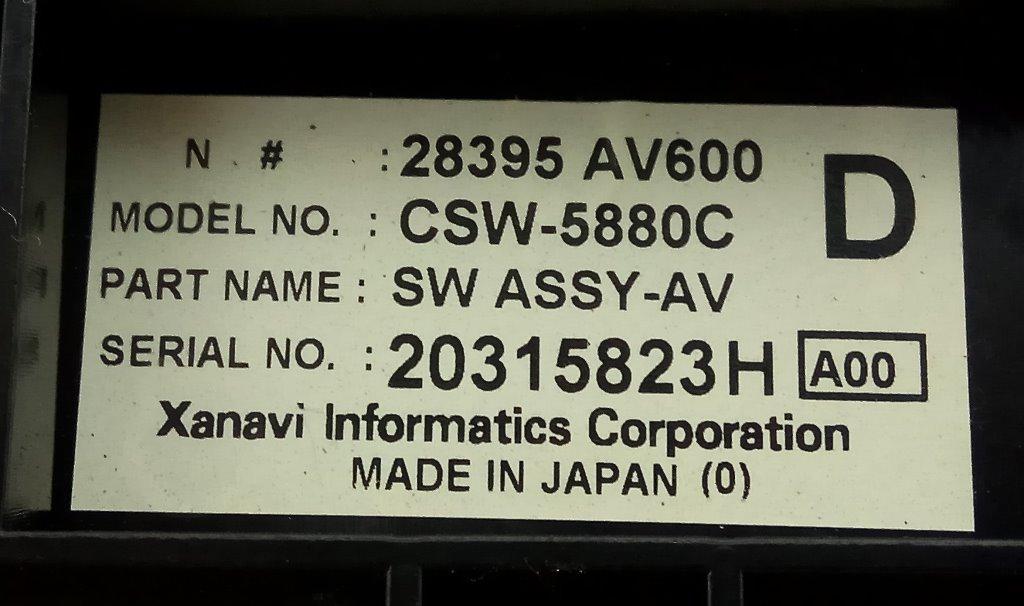 N # : 28395 AV600 D
MODEL NO. : CSW-5880C
PART NAME : SW ASSY-AV
SERIAL NO. : 20315823H A00
Xanavi Informatics Corporation
MADE IN JAPAN (0)